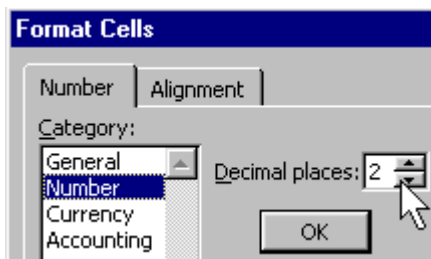 Format Cells
Number Alignment
Category:
General
Number
Currency
Accounting
Decimal places: 2
OK